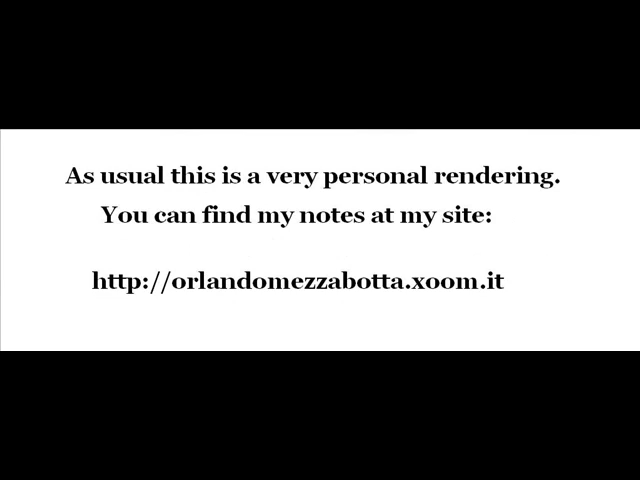 As usual this is a very personal rendering.
You can find my notes at my site:
http://orlandomezzabotta.xoom.it